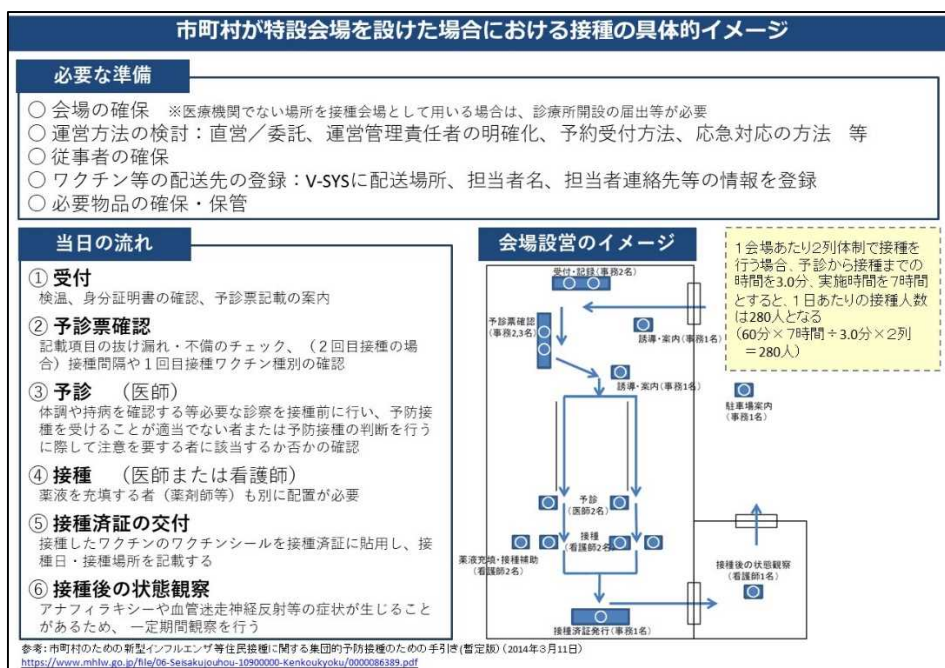 市町村が特設会場を設けた場合における接種の具体的イメージ
必要な準備
○ 会場の確保 ※医療機関でない場所を接種会場として用いる場合は、診療所開設の届出等が必要
○ 運営方法の検討：直営／委託、運営管理責任者の明確化、予約受付方法、応急対応の方法 等
○ 従事者の確保
○ ワクチン等の配送先の登録：V-SYSに配送場所、担当者名、担当者連絡先等の情報を登録
○ 必要物品の確保・保管
当日の流れ
① 受付
検温、身分証明書の確認、予診票記載の案内
② 予診票確認
記載項目の抜け漏れ・不備のチェック、（２回目接種の場
合）接種間隔や１回目接種ワクチン種別の確認
③ 予診（医師）
体調や持病を確認する等必要な診察を接種前に行い、予防接
種を受けることが適当でない者または予防接種の判断を行う
に際して注意を要する者に該当するか否かの確認
④ 接種 （医師または看護師）
薬液を充填する者（薬剤師等）も別に配置が必要
⑤ 接種済証の交付
接種したワクチンのワクチンシールを接種済証に貼用し、接
種日・接種場所を記載する
⑥ 接種後の状態観察
アナフィラキシーや血管迷走神経反射等の症状が生じること
があるため、 一定期間観察を行う
会場設営のイメージ
受付・記録(事務2名)
予診票確認
(事務2,3名)
誘導・案内(事務1名)
誘導・案内(事務1名)
駐車場案内
(事務1名)
予診
(医師2名)
接種
(看護師2名)
薬液充填・接種補助
(看護師2名)
接種後の状態観察
(看護師1名)
接種済証発行(事務1名)
１会場あたり２列体制で接種を
行う場合、予診から接種までの
時間を3.0分、実施時間を７時間
とすると、１日あたりの接種人数
は280人となる
(60分×７時間÷3.0分×２列
＝280人)
参考：市町村のための新型インフルエンザ等住民接種に関する集団的予防接種のための手引き(暫定版)(2014年３月11日)
https://www.mhlw.go.jp/file/06-Seisakujouhou-10900000-Kenkoukyoku/0000086389.pdf